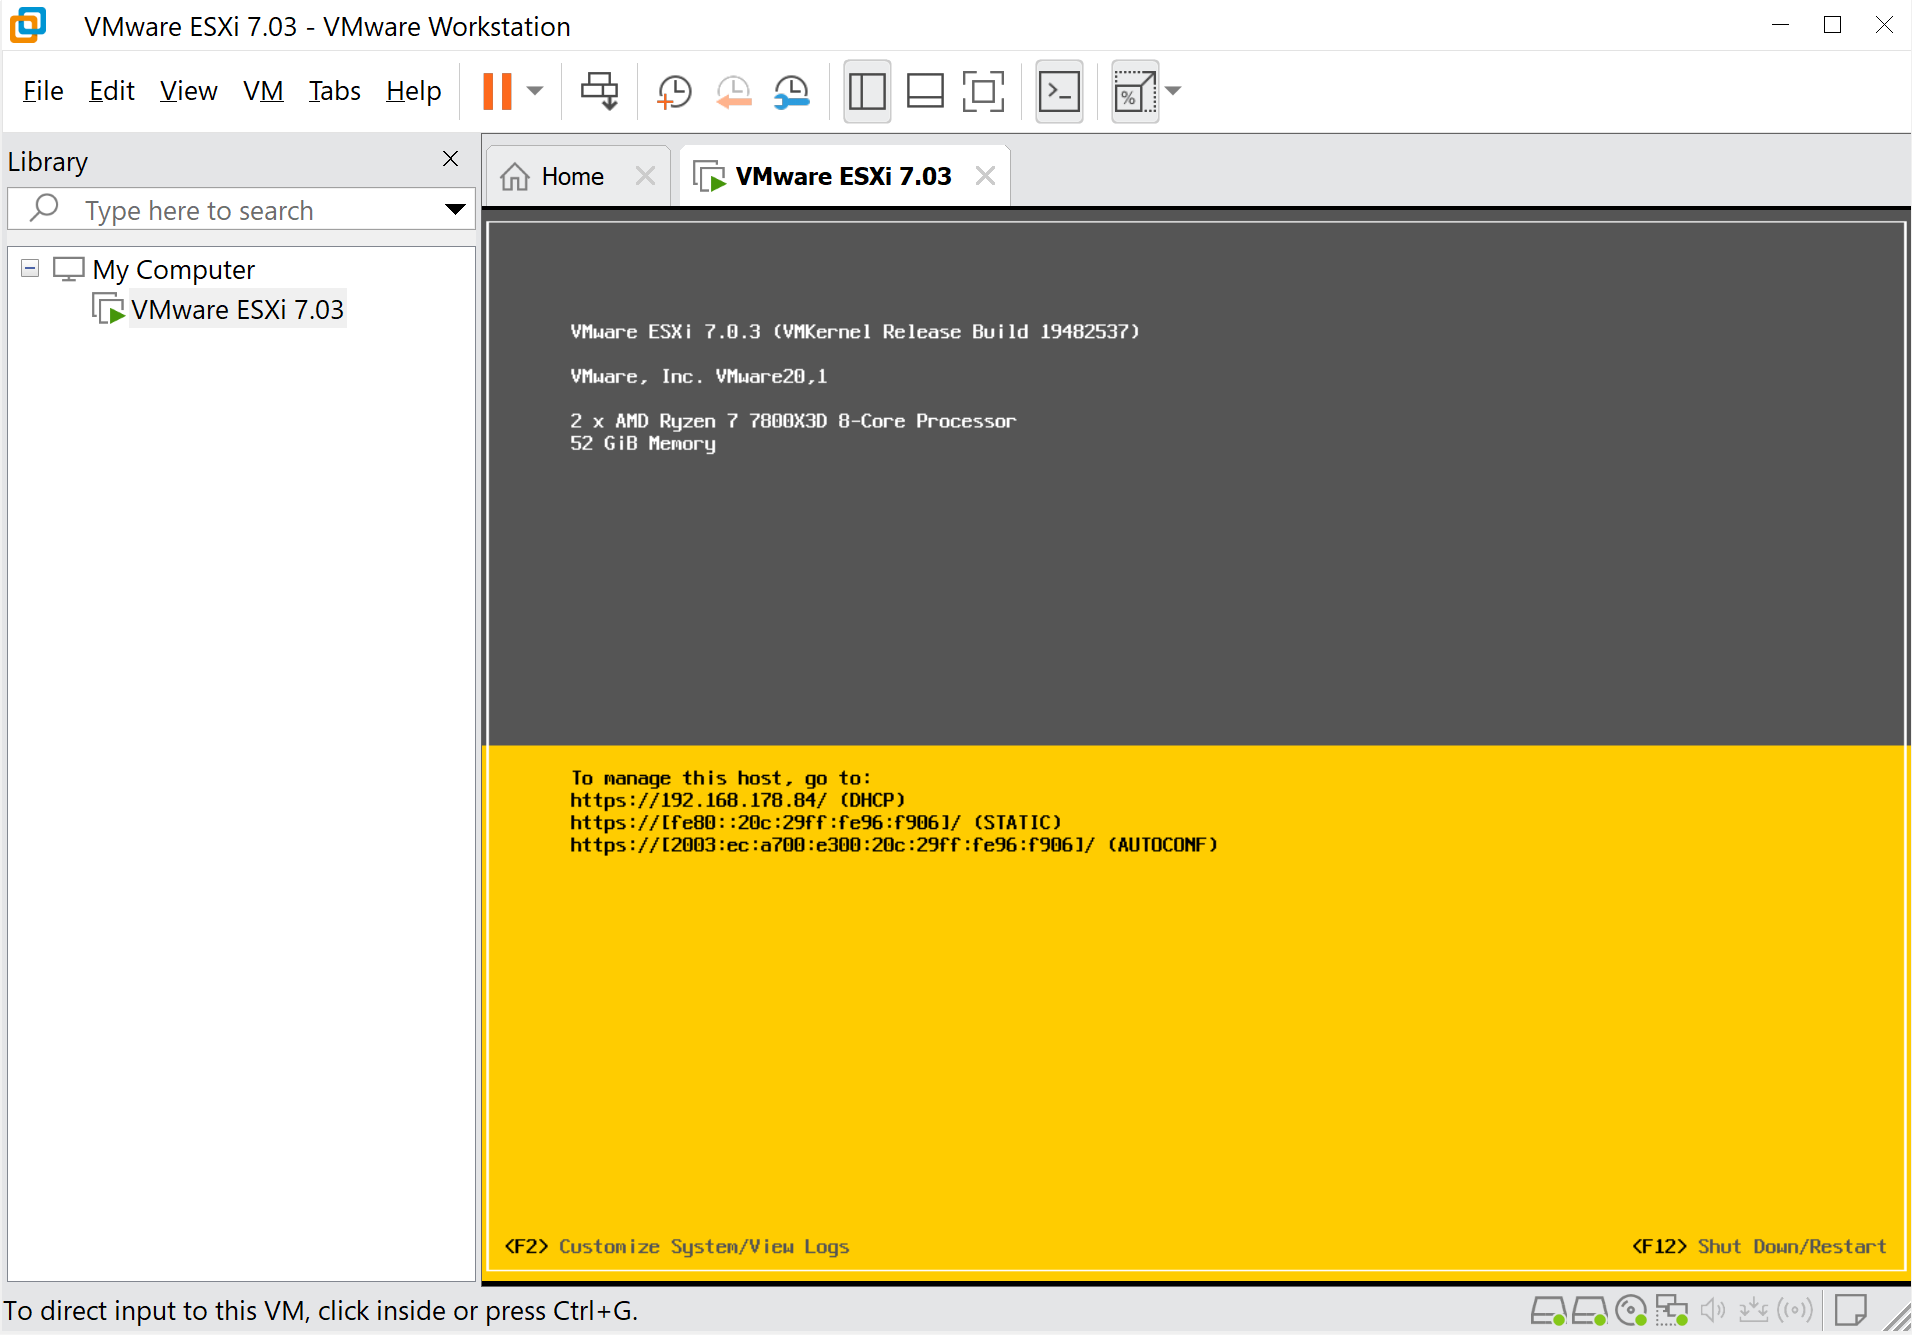 VMware ESXi 7.03 - VMware Workstation
File Edit View VM Tabs Help
Library
Type here to search
My Computer
VMware ESXi 7.03
Home
VMware ESXi 7.03
%
VMware ESXi 7.0.3 (VMKernel Release Build 19482537)
VMware, Inc. VMware20,1
2 x AMD Ryzen 7 7800X3D 8-Core Processor
52 GiB Memory
To manage this host, go to:
https://192.168.178.84/ (DHCP)
https://[fe80::20c:29ff:fe96:f906]/ (STATIC)
https://[2003:ec:a700:e300:20c:29ff:fe96:f906]/ (AUTOCONF)
<F2> Customize System/View Logs
<F12> Shut Down/Restart
To direct input to this VM, click inside or press Ctrl+G.